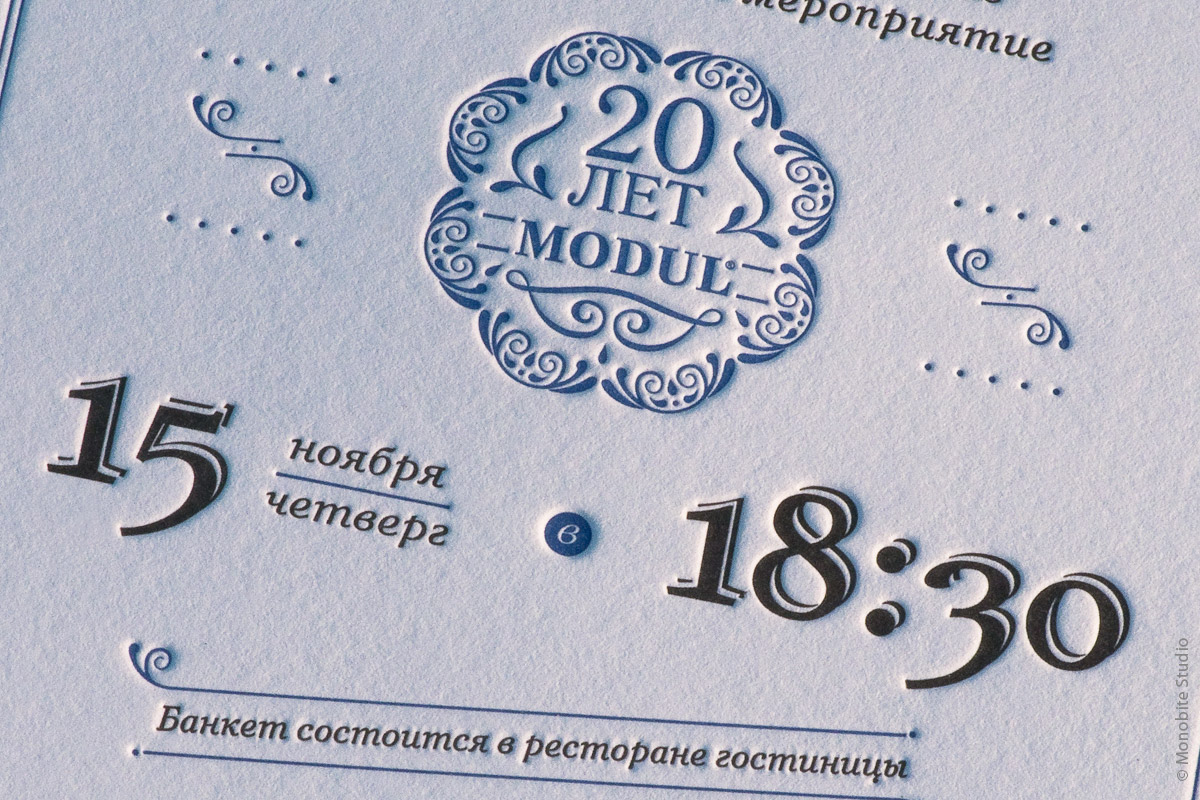 мероприятие
20
ЛЕТ
MODUL®
15 ноября
четверг
в
18:30
Банкет состоится в ресторане гостиницы
© Monobite Studio